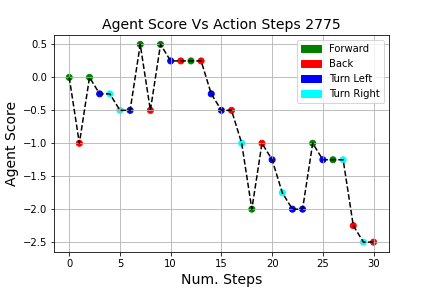 Agent Score Vs Action Steps 2775
Agent Score
0.5
0.0
−0.5
−1.0
−1.5
−2.0
−2.5
Forward
Back
Turn Left
Turn Right
0 5 10 15 20 25 30
Num. Steps